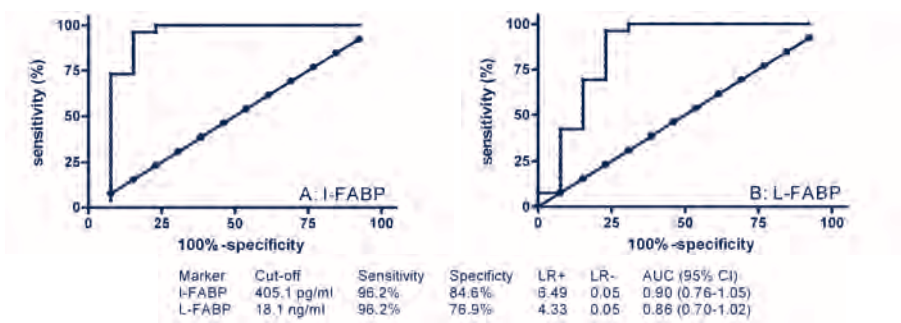 100
75
50
25
0
sensitivity (%)
A: I-FABP
0 25 50 75 100
100%-specificity
100
75
50
25
0
sensitivity (%)
B: L-FABP
0 25 50 75 100
100%-specificity
Marker Cut-off Sensitivity Specificty LR+ LR- AUC (95% CI)
I-FABP 405.1 pg/ml 96.2% 84.6% 6.49 0.05 0.90 (0.76-1.05)
L-FABP 18.1 ng/ml 96.2% 76.9% 4.33 0.05 0.86 (0.70-1.02)